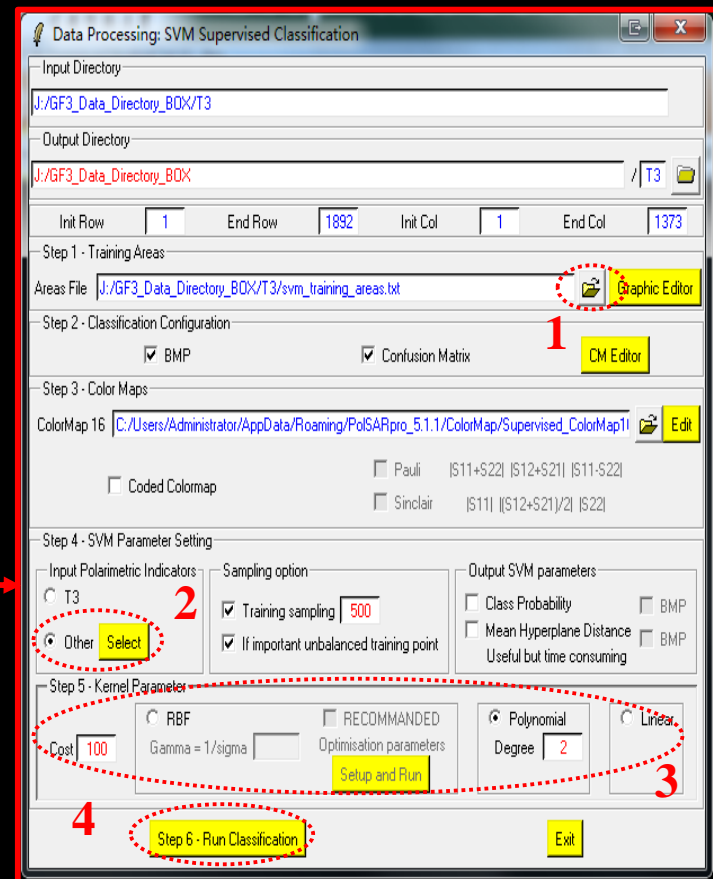 Data Processing: SVM Supervised Classification
Input Directory
J:/GF3_Data_Directory_BOX/T3
Output Directory
J:/GF3_Data_Directory_BOX / T3
Init Row 1 End Row 1892 Init Col 1 End Col 1373
Step 1 - Training Areas
Areas File J:/GF3_Data_Directory_BOX/T3/svm_training_areas.txt Graphic Editor
1
Step 2 - Classification Configuration
BMP Confusion Matrix CM Editor
Step 3 - Color Maps
ColorMap 16 C:/Users/Administrator/AppData/Roaming/PolSARpro_5.1.1/ColorMap/Supervised_ColorMap1 Edit
Coded Colormap
Pauli |S11+S22| |S12+S21| |S11-S22|
Sinclair |S11| |(S12+S21)/2| |S22|
Step 4 - SVM Parameter Setting
Input Polarimetric Indicators
T3
2
Other Select
Sampling option
Training sampling 500
If important unbalanced training point
Output SVM parameters
Class Probability BMP
Mean Hyperplane Distance BMP
Useful but time consuming
Step 5 - Kernel Parameter
Cost 100
RBF
Gamma = 1/sigma
RECOMMANDED
Optimisation parameters
Setup and Run
Polynomial
Degree 2
Linear
3
4
Step 6 - Run Classification Exit